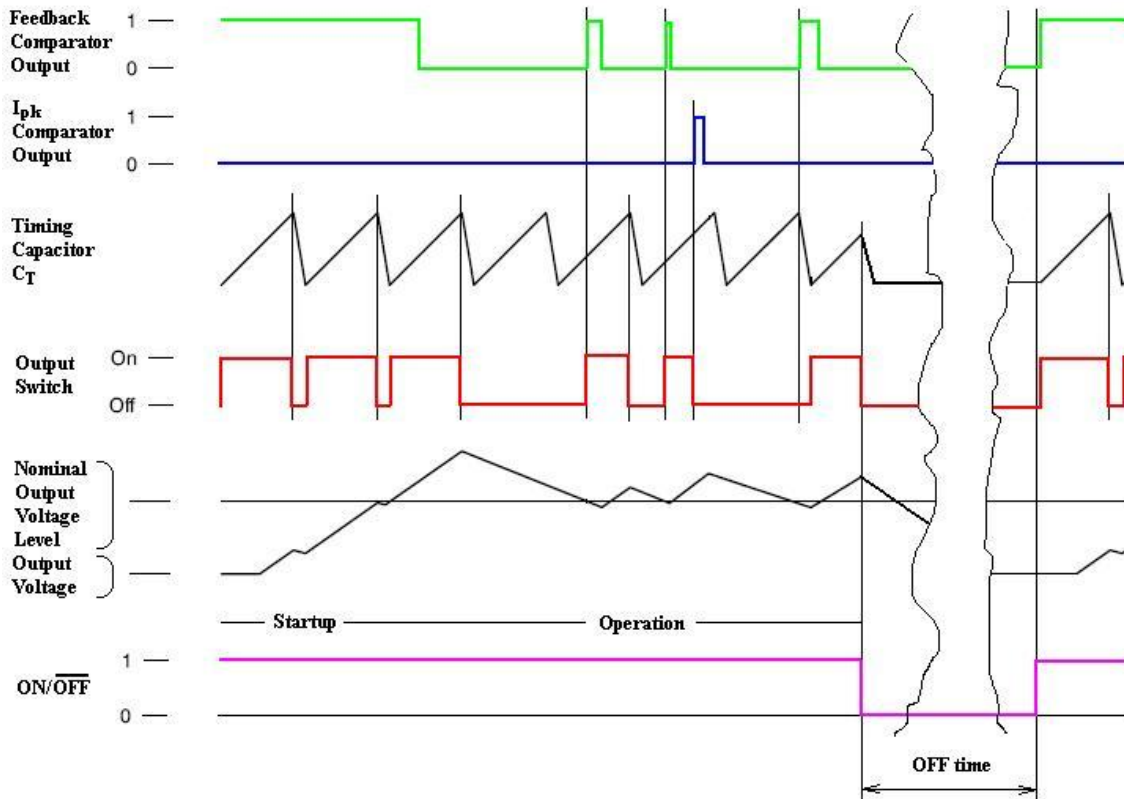 Feedback
Comparator
Output
1
0
Ipk
Comparator
Output
1
0
Timing
Capacitor
CT
Output
Switch
On
Off
Nominal
Output
Voltage
Level
Output
Voltage
Startup
Operation
1
ON/OFF
0
OFF time